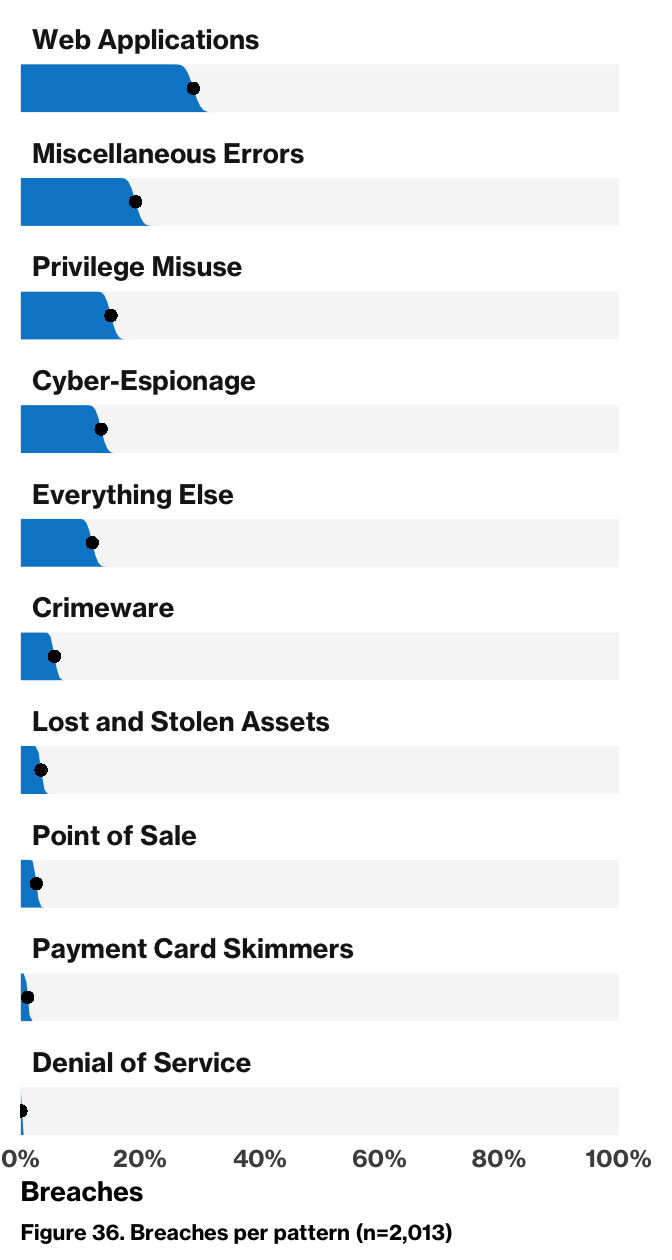 Web Applications
Miscellaneous Errors
Privilege Misuse
Cyber-Espionage
Everything Else
Crimeware
Lost and Stolen Assets
Point of Sale
Payment Card Skimmers
Denial of Service
0% 20% 40% 60% 80% 100%
Breaches
Figure 36. Breaches per pattern (n=2,013)